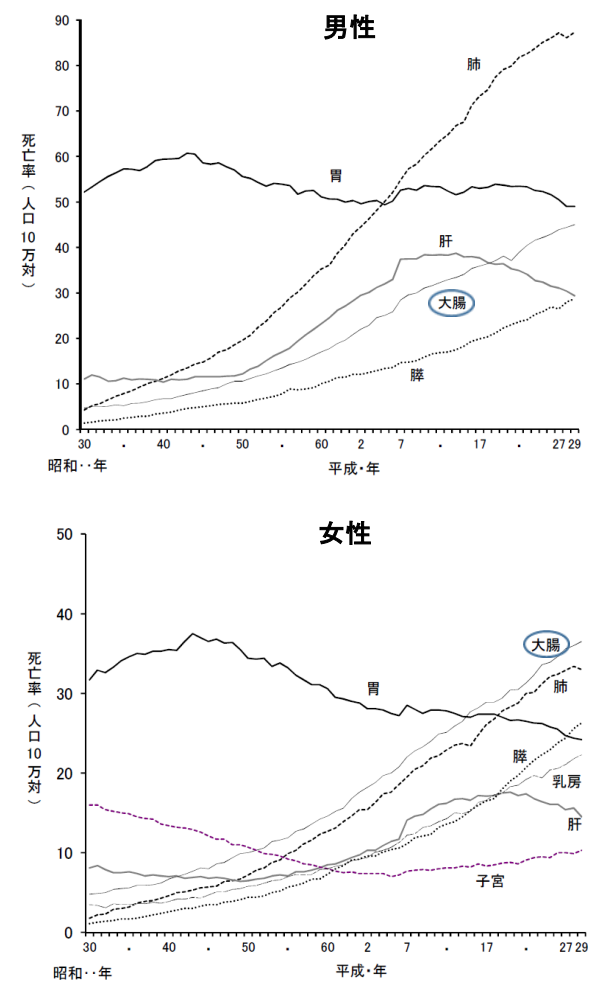 男性
90
80
70
60
50
40
30
20
10
0
死亡率（人口10万対）
肺
胃
肝
大腸
膵
30 ・ 40 ・ 50 ・ 60 2 7 ・ 17 ・ 27 29
昭和・・年 平成・年
女性
50
40
30
20
10
0
死亡率（人口10万対）
大腸
肺
胃
膵
乳房
肝
子宮
30 ・ 40 ・ 50 ・ 60 2 7 ・ 17 ・ 27 29
昭和・・年 平成・年